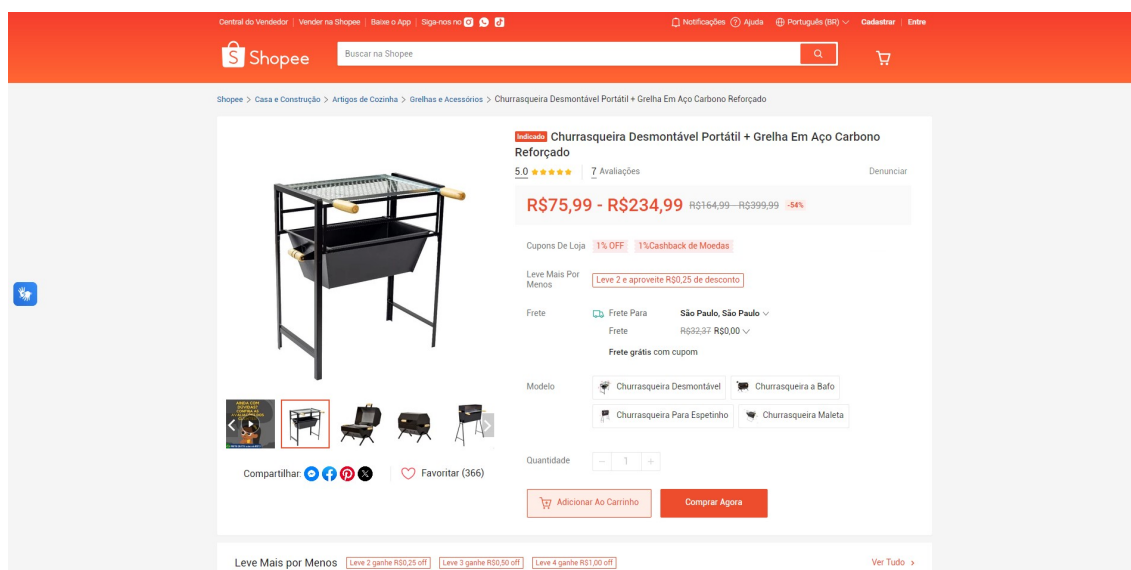 Central do Vendedor | Vender na Shopee | Baixe o App | Siga-nos no
Notificações Ajuda Português (BR) Cadastrar | Entre
Shopee
Buscar na Shopee
Shopee > Casa e Construção > Artigos de Cozinha > Grelhas e Acessórios > Churrasqueira Desmontável Portátil + Grelha Em Aço Carbono Reforçado
Indicado Churrasqueira Desmontável Portátil + Grelha Em Aço Carbono
Reforçado
5.0
7 Avaliações
Denunciar
R$75,99 - R$234,99 R$164,99 - R$399,99 -54%
Cupons De Loja 1% OFF 1%Cashback de Moedas
Leve Mais Por
Menos
Leve 2 e aproveite R$0,25 de desconto
Frete Frete Para São Paulo, São Paulo
Frete R$32,37 R$0,00
Frete grátis com cupom
Modelo Churrasqueira Desmontável Churrasqueira a Bafo
Churrasqueira Para Espetinho Churrasqueira Maleta
AINDA COM
DÚVIDAS?
CONFIRA AS
Quantidade - 1 +
Compartilhar: Favoritar (366)
Adicionar Ao Carrinho Comprar Agora
Leve Mais por Menos Leve 2 ganhe R$0,25 off Leve 3 ganhe R$0,50 off Leve 4 ganhe R$1,00 off Ver Tudo >